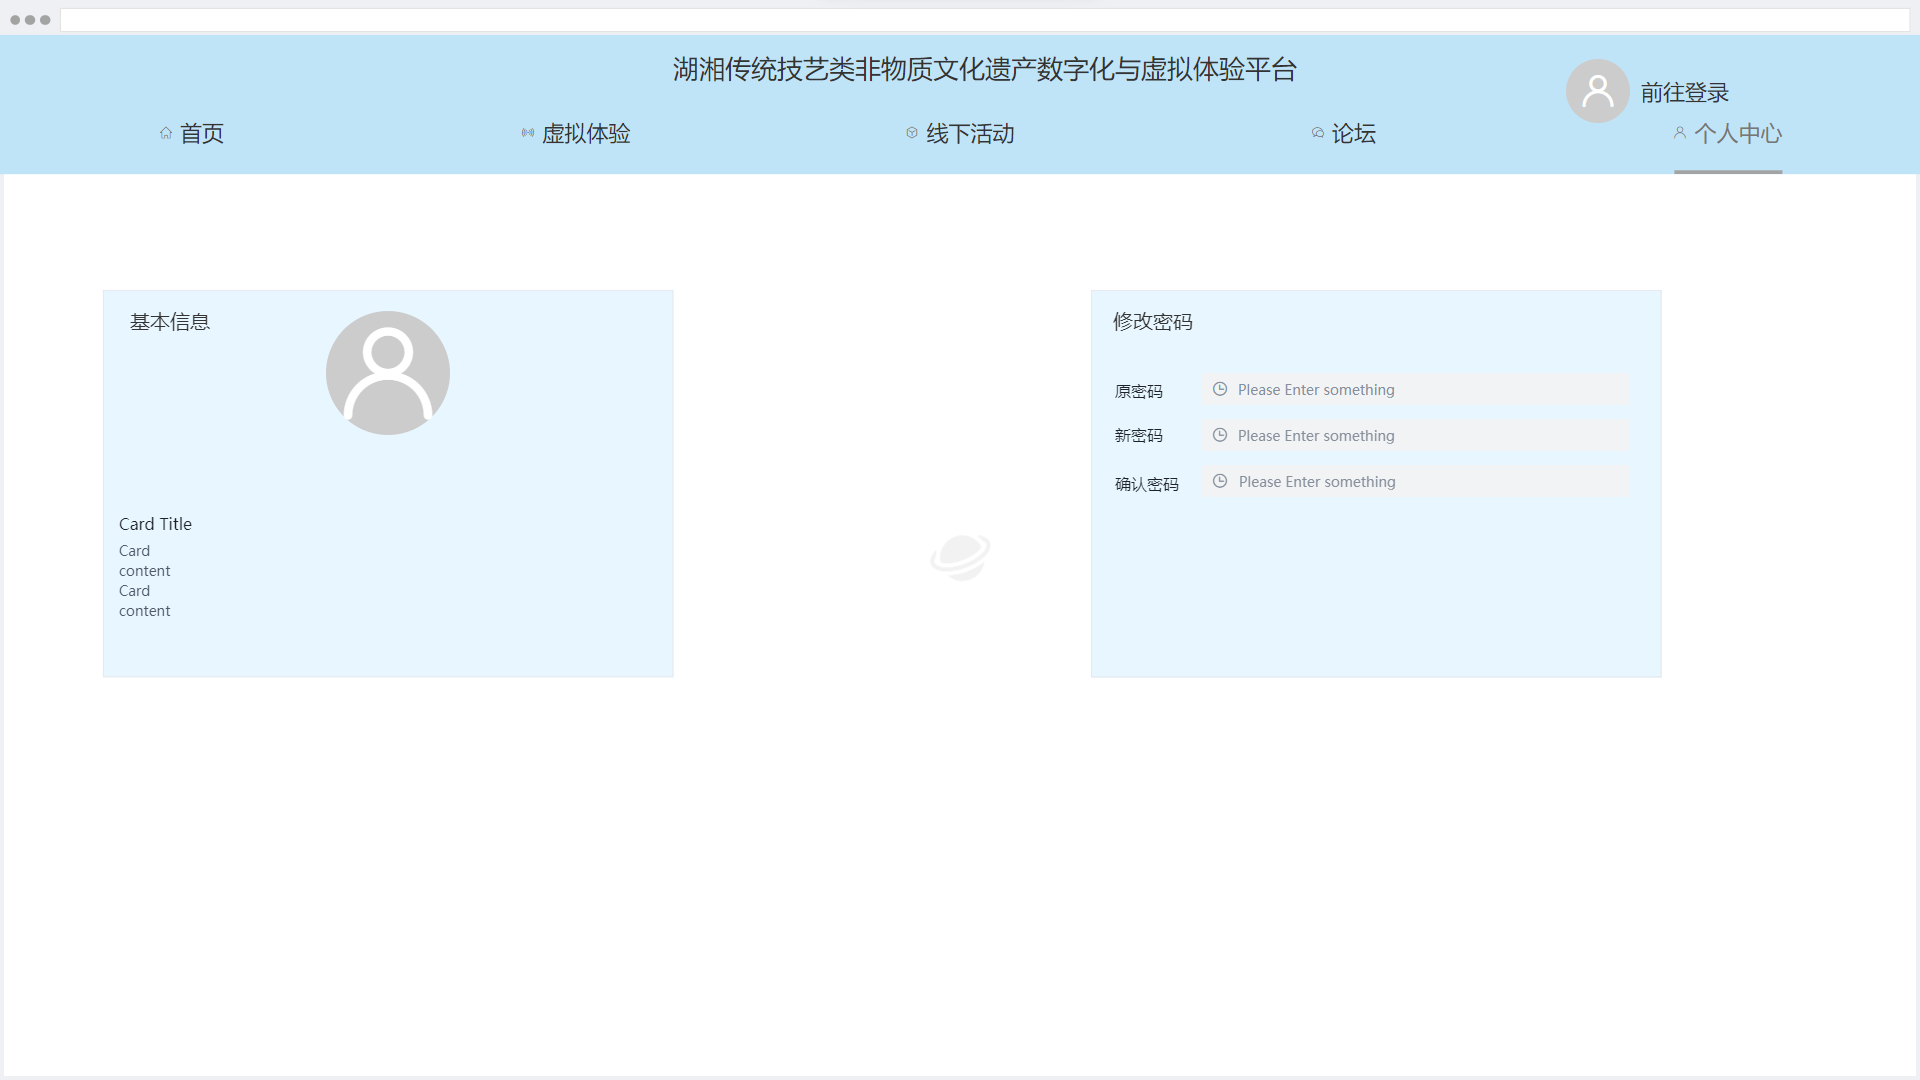 湖湘传统技艺类非物质文化遗产数字化与虚拟体验平台
前往登录
首页
虚拟体验
线下活动
论坛
个人中心
基本信息
Card Title
Card
content
Card
content
修改密码
原密码
Please Enter something
新密码
Please Enter something
确认密码
Please Enter something